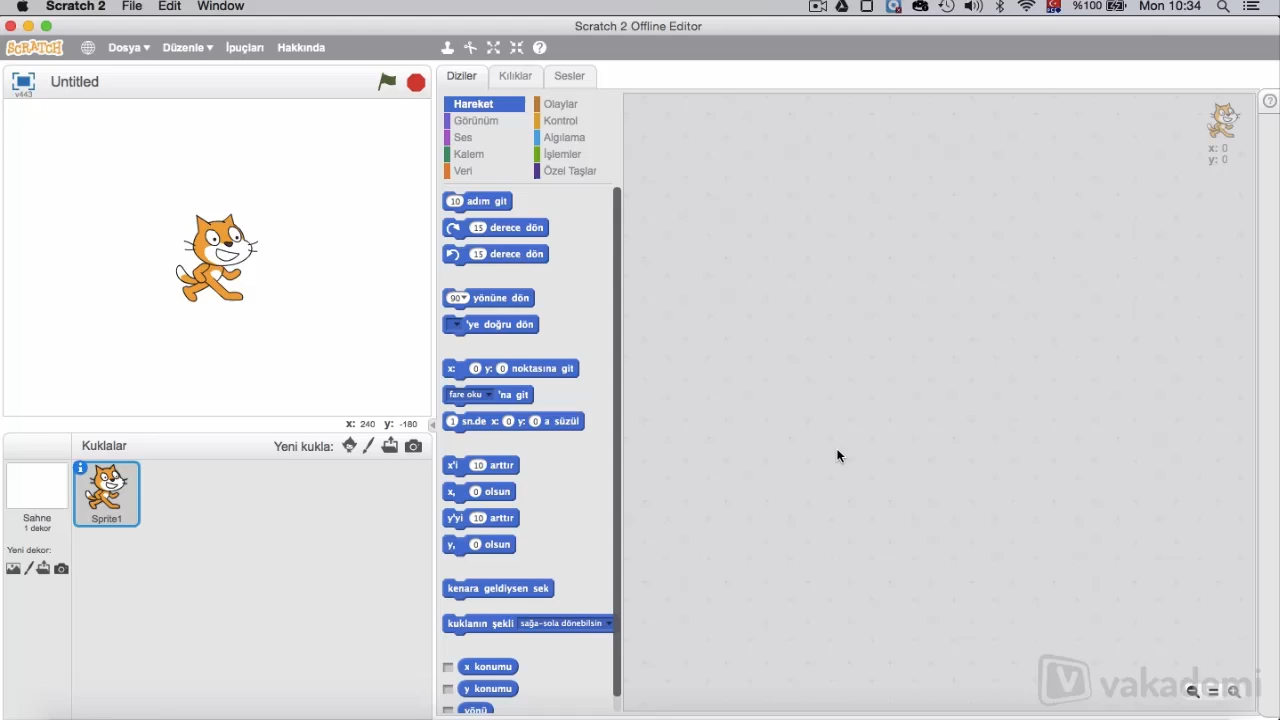 Scratch 2 File Edit Window %100 Mon 10:34
Scratch 2 Offline Editor
SCRATCH Dosya Düzenle İpuçları Hakkında
v443
Untitled
Diziler Kılıklar Sesler
Hareket Olaylar
Görünüm Kontrol
Ses Algılama
Kalem İşlemler
Veri Özel Taşlar
10 adım git
15 derece dön
15 derece dön
90 yönüne dön
'ye doğru dön
x: 0 y: 0 noktasına git
fare oku 'na git
1 sn.de x: 0 y: 0 a süzül
x'i 10 arttır
x, 0 olsun
y'yi 10 arttır
y, 0 olsun
kenara geldiysen sek
kuklanın şekli sağa-sola dönebilsin
x konumu
y konumu
yönü
x: 0
y: 0
x: 240 y: -180
Kuklalar Yeni kukla:
Sprite1
Sahne
1 dekor
Yeni dekor:
vakademi